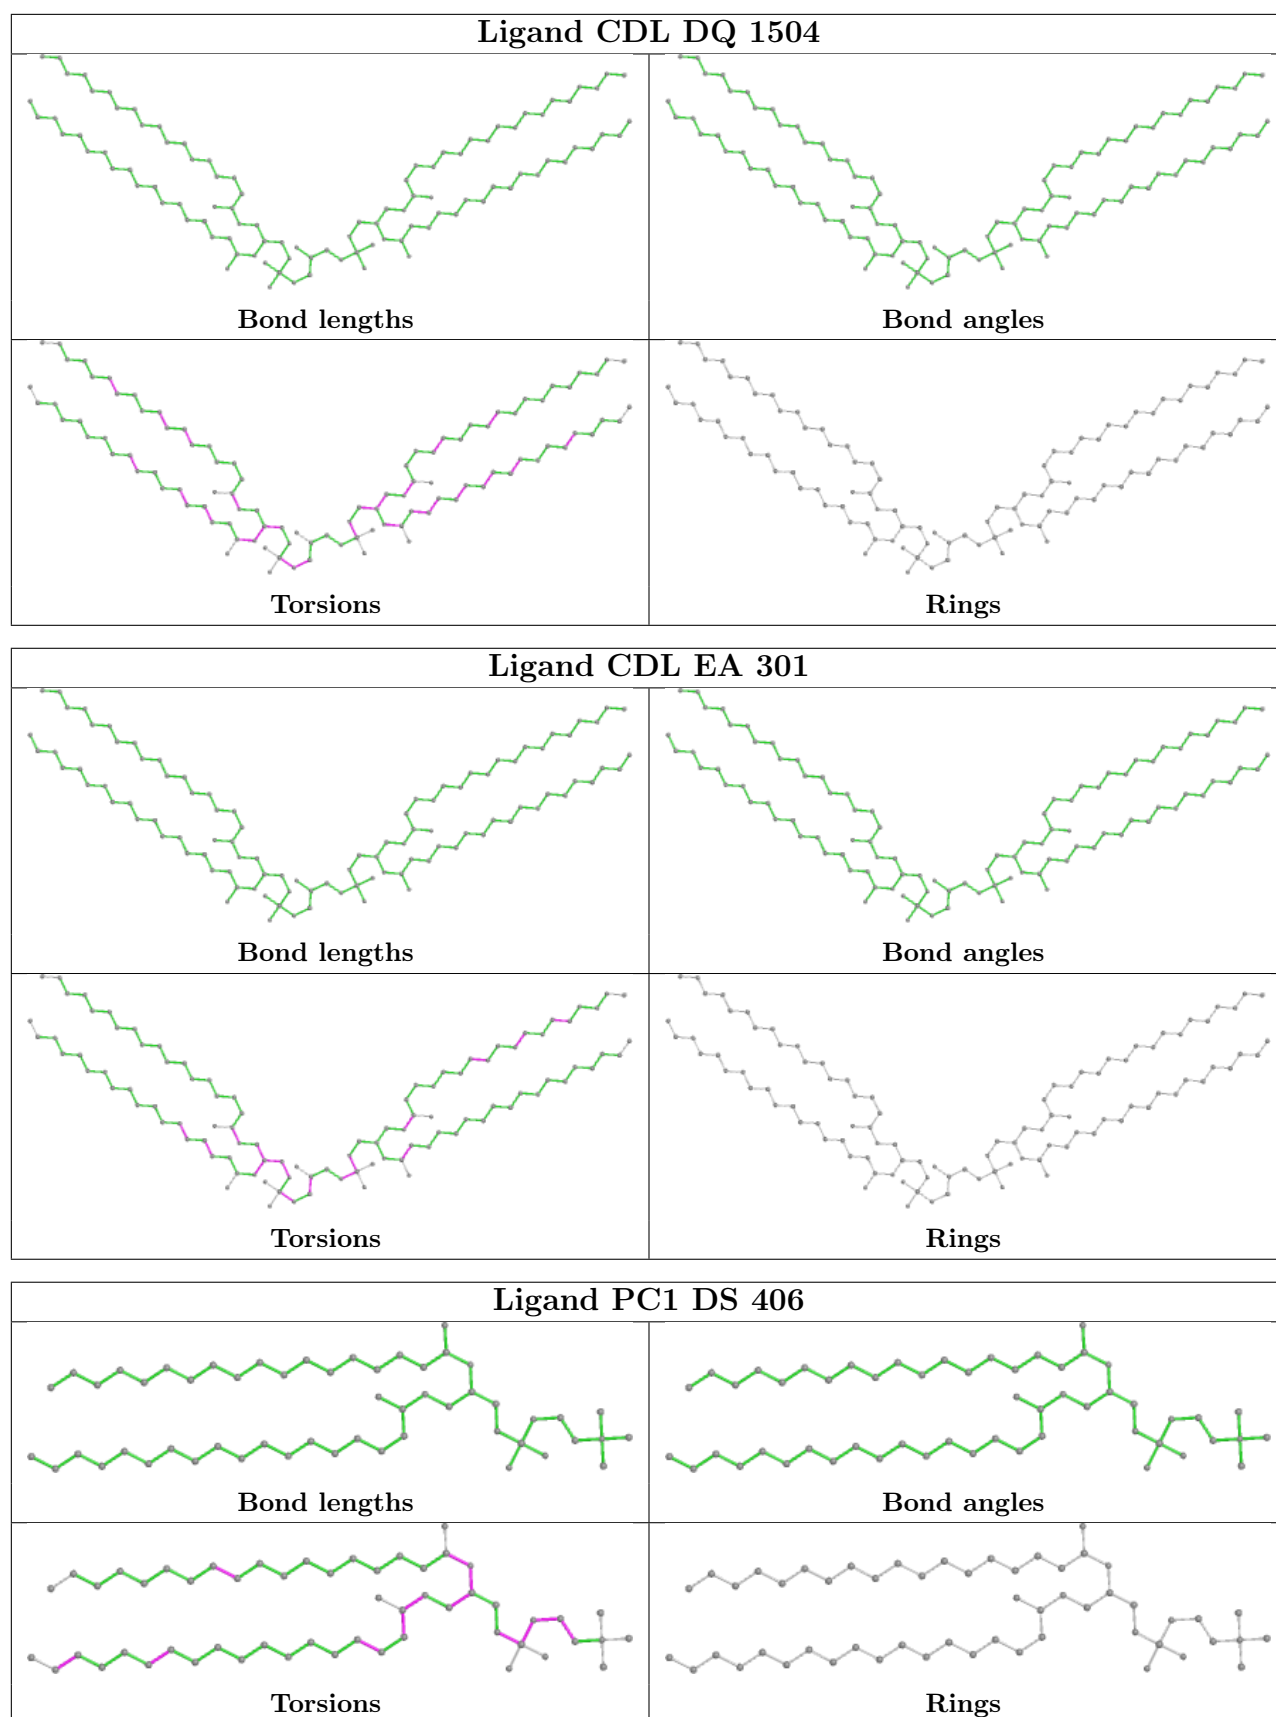 Ligand CDL DQ 1504
Bond lengths
Bond angles
Torsions
Rings
Ligand CDL EA 301
Bond lengths
Bond angles
Torsions
Rings
Ligand PC1 DS 406
Bond lengths
Bond angles
Torsions
Rings